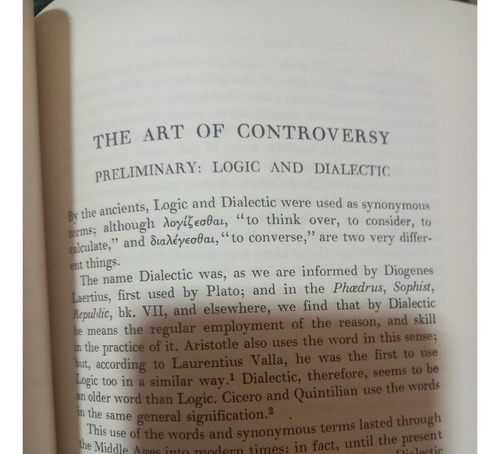 THE ART OF CONTROVERSY
PRELIMINARY: LOGIC AND DIALECTIC
By the ancients, Logic and Dialectic were used as synonymous
terms; although λογίζεσθαι, "to think over, to consider, to
calculate," and διαλέγεσθαι, "to converse," are two very differ-
ent things.
The name Dialectic was, as we are informed by Diogenes
Laertius, first used by Plato; and in the Phædrus, Sophist,
Republic, bk. VII, and elsewhere, we find that by Dialectic
he means the regular employment of the reason, and skill
in the practice of it. Aristotle also uses the word in this sense;
but, according to Laurentius Valla, he was the first to use
Logic too in a similar way.¹ Dialectic, therefore, seems to be
an older word than Logic. Cicero and Quintilian use the words
in the same general signification.²
This use of the words and synonymous terms lasted through
the Middle Ages into modern times; in fact, until the present
Dialectic